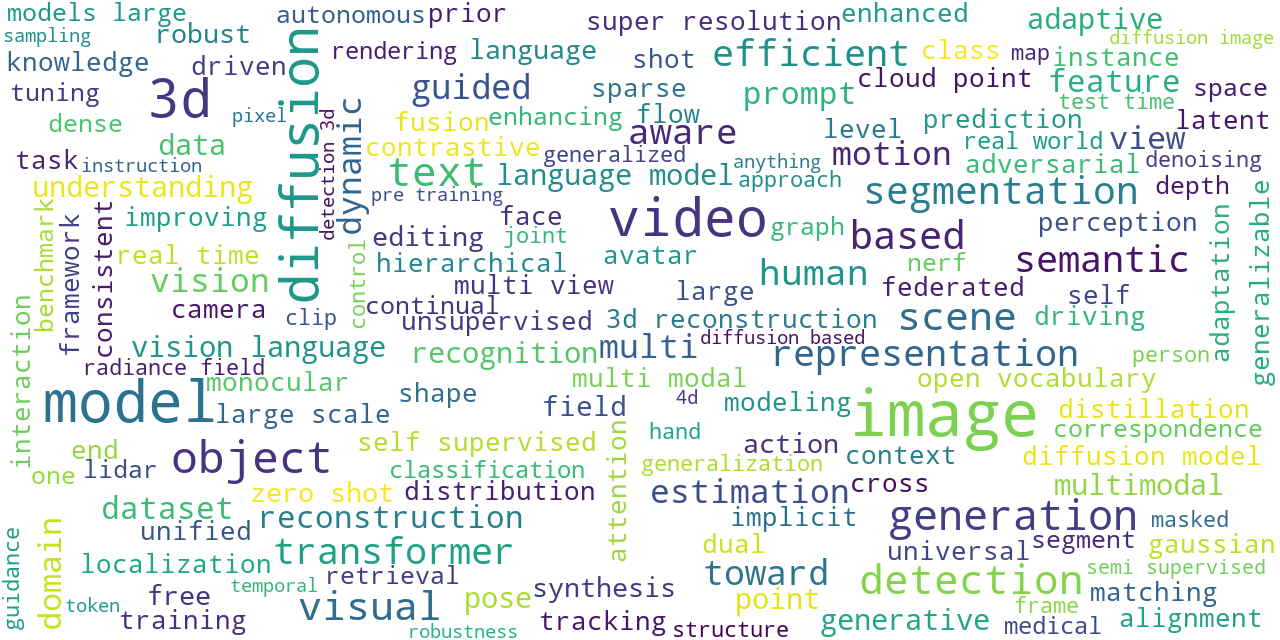 models large
autonomous
prior
super resolution
enhanced
adaptive
sampling
robust
rendering
language
shot
efficient
class
map
instance
diffusion image
knowledge
driven
3d
diffusion
guided
sparse
prompt
cloud point
feature
space
tuning
pixel
dense
data
dynamic
fusion
enhancing
flow
aware
level
prediction
test time
latent
task
instruction
detection 3d
contrastive
generalized
anything
motion
real world
view
adversarial
denoising
understanding
text
language model
approach
segmentation
depth
pre training
benchmark
framework
consistent
improving
face
video
graph
based
perception
adaptation
generalizable
real time
editing
joint
control
hierarchical
avatar
human
nerf
semantic
vision
multi view
large
federated
self
interaction
camera
clip
continual
unsupervised
3d reconstruction
scene
driving
vision language
recognition
multi
diffusion based
representation
person
radiance field
monocular
multi modal
open vocabulary
model
large scale
shape
field
4d
modeling
image
distillation
correspondence
end
object
self supervised
attention
hand
action
context
diffusion model
one
lidar
classification
generalization
zero shot
distribution
estimation
cross
multimodal
dataset
reconstruction
implicit
generation
masked
guidance
domain
unified
transformer
dual
universal
segment
gaussian
localization
retrieval
temporal
synthesis
toward
detection
semi supervised
matching
token
free
training
visual
pose
point
frame
robustness
tracking
structure
generative
medical
alignment